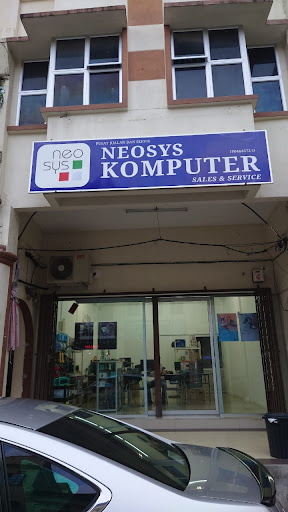 neo
sys
PUSAT JUALAN DAN SERVIS
NEOSYS
KOMPUTER
SALES & SERVICE